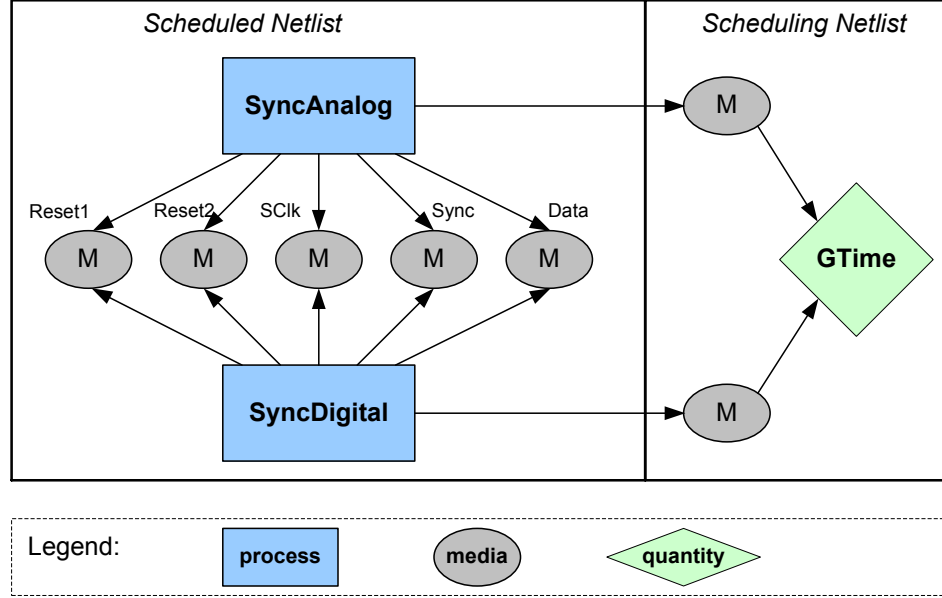 Scheduled Netlist
Scheduling Netlist
SyncAnalog
M
Reset1
Reset2
SClk
Sync
Data
M
M
M
M
M
GTime
SyncDigital
M
Legend:
process
media
quantity